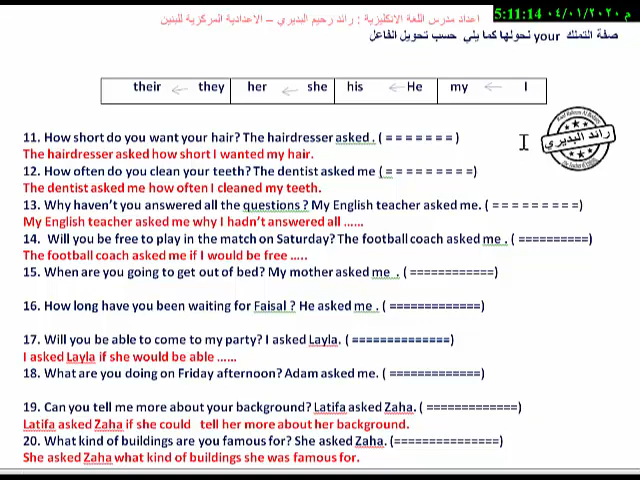 اعداد مدرس اللغة الانكليزية : رائد رحيم البديري – الاعدادية المركزية للبنين
5:11:14 م ٠٤/٠١/٢٠٢٠
صفة التملك your نحولها كما يلي حسب تحويل الفاعل
their ← they her ← she his ← He my ← I
رائد البديري
11. How short do you want your hair? The hairdresser asked . ( = = = = = = = )
The hairdresser asked how short I wanted my hair.
12. How often do you clean your teeth? The dentist asked me ( = = = = = = = = = )
The dentist asked me how often I cleaned my teeth.
13. Why haven't you answered all the questions ? My English teacher asked me. ( = = = = = = = = = )
My English teacher asked me why I hadn't answered all ......
14. Will you be free to play in the match on Saturday? The football coach asked me . (==========)
The football coach asked me if I would be free .....
15. When are you going to get out of bed? My mother asked me . ( ============)
16. How long have you been waiting for Faisal ? He asked me . ( =============)
17. Will you be able to come to my party? I asked Layla. ( ==============)
I asked Layla if she would be able ......
18. What are you doing on Friday afternoon? Adam asked me. ( =============)
19. Can you tell me more about your background? Latifa asked Zaha. ( =============)
Latifa asked Zaha if she could tell her more about her background.
20. What kind of buildings are you famous for? She asked Zaha. (===============)
She asked Zaha what kind of buildings she was famous for.